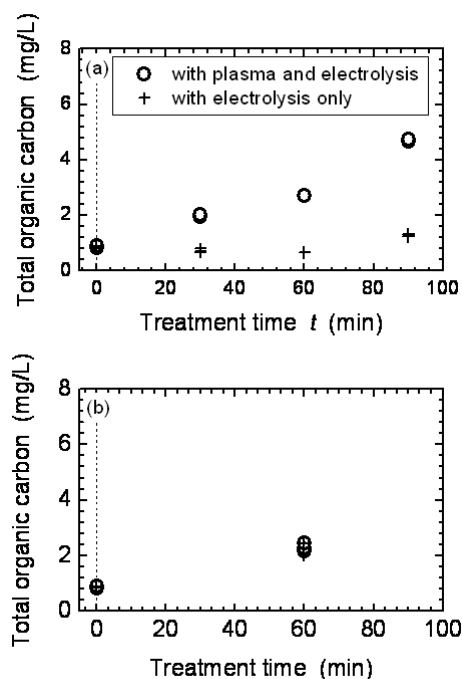 8
(a)
with plasma and electrolysis
with electrolysis only
6
4
2
0
Total organic carbon (mg/L)
0 20 40 60 80 100
Treatment time t (min)
8
(b)
6
4
2
0
Total organic carbon (mg/L)
0 20 40 60 80 100
Treatment time (min)